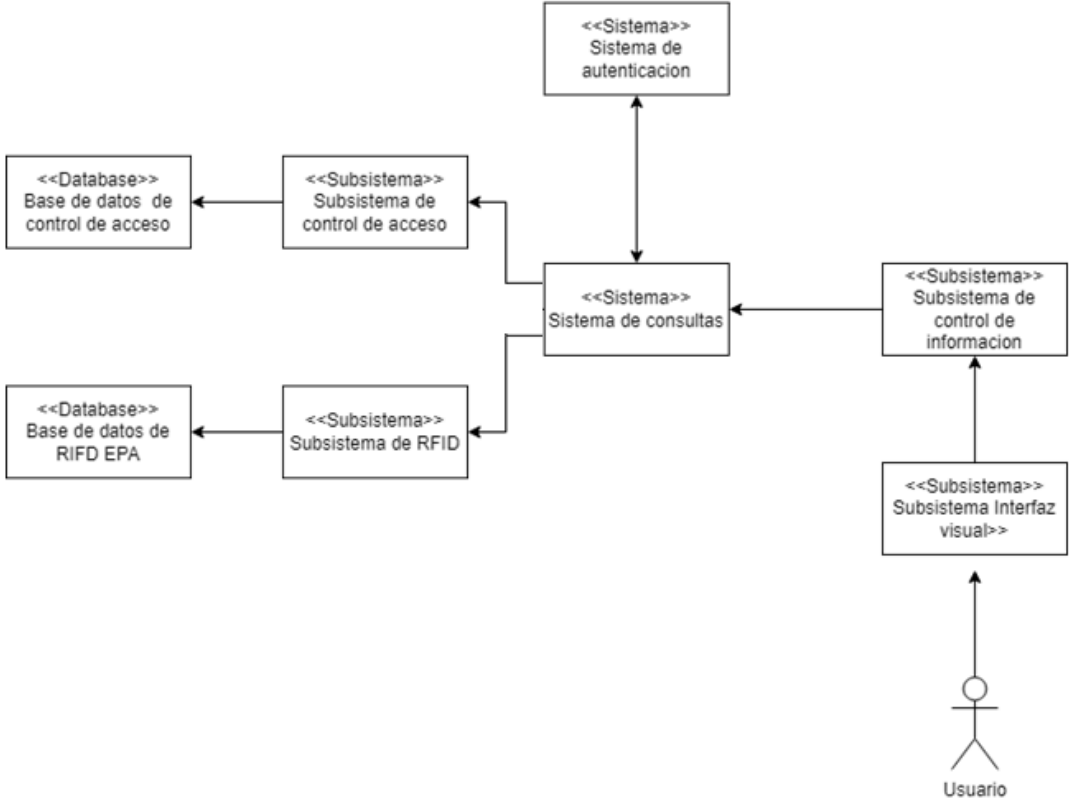 <<Sistema>>
Sistema de
autenticacion
<<Database>>
Base de datos  de
control de acceso
<<Subsistema>>
Subsistema de
control de acceso
<<Sistema>>
Sistema de consultas
<<Subsistema>>
Subsistema de
control de
informacion
<<Database>>
Base de datos de
RIFD EPA
<<Subsistema>>
Subsistema de RFID
<<Subsistema>>
Subsistema Interfaz
visual>>
Usuario